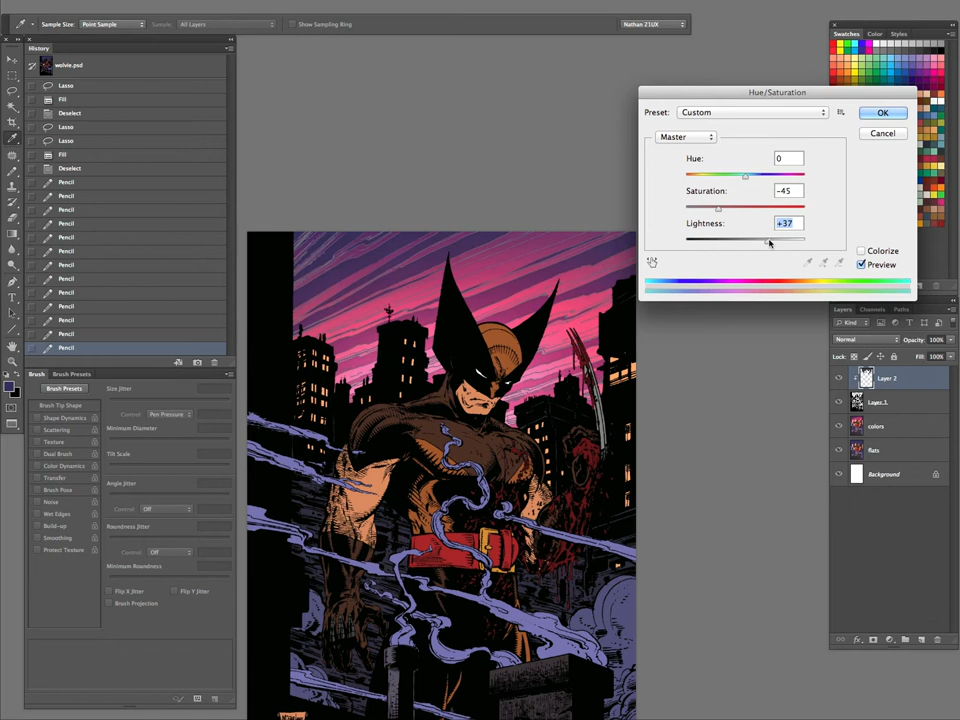 Sample Size: Point Sample Sample: All Layers Show Sampling Ring Nathan 21UX
History
wolvie.psd
Lasso
Fill
Deselect
Lasso
Lasso
Fill
Deselect
Pencil
Pencil
Pencil
Pencil
Pencil
Pencil
Pencil
Pencil
Pencil
Pencil
Pencil
Pencil
Pencil
Brush Brush Presets
Brush Presets
Brush Tip Shape
Shape Dynamics
Scattering
Texture
Dual Brush
Color Dynamics
Transfer
Brush Pose
Noise
Wet Edges
Build-up
Smoothing
Protect Texture
Size Jitter
Control: Pen Pressure
Minimum Diameter
Tilt Scale
Angle Jitter
Control: Off
Roundness Jitter
Control: Off
Minimum Roundness
Flip X Jitter Flip Y Jitter
Brush Projection
Hue/Saturation
Preset: Custom
OK
Cancel
Master
Hue: 0
Saturation: -45
Lightness: +37
Colorize
Preview
Swatches Color Styles
Layers Channels Paths
Kind
Normal Opacity: 100%
Lock: Fill: 100%
Layer 2
Layer 1
colors
flats
Background